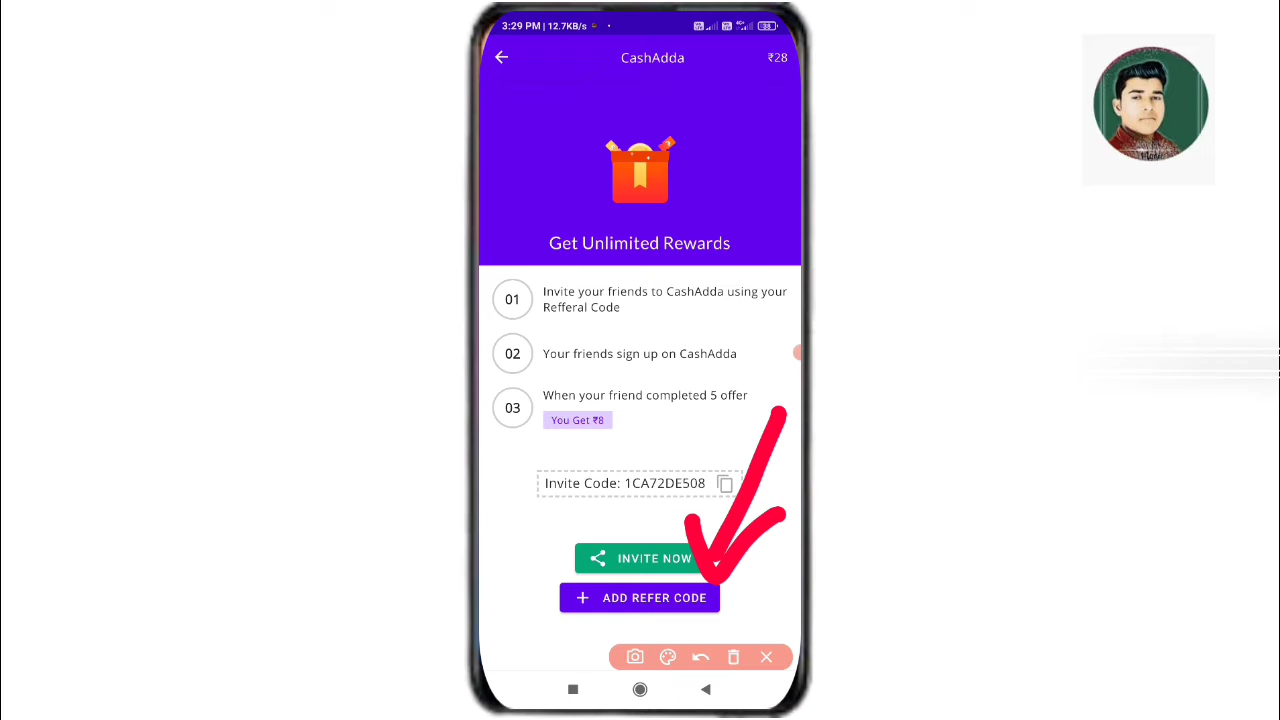 3:29 PM | 12.7KB/s
CashAdda
₹28
Get Unlimited Rewards
01
Invite your friends to CashAdda using your
Refferal Code
02
Your friends sign up on CashAdda
03
When your friend completed 5 offer
You Get ₹8
Invite Code: 1CA72DE508
INVITE NOW
ADD REFER CODE